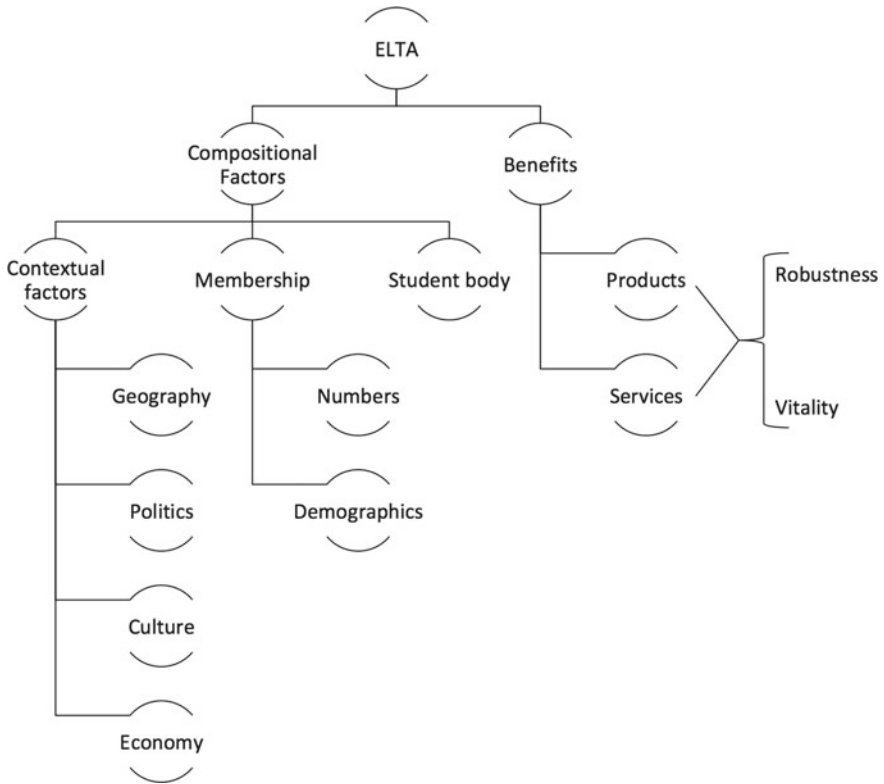 ELTA
Compositional
Factors
Benefits
Contextual
factors
Membership
Student body
Products
Robustness
Geography
Numbers
Services
Vitality
Politics
Demographics
Culture
Economy